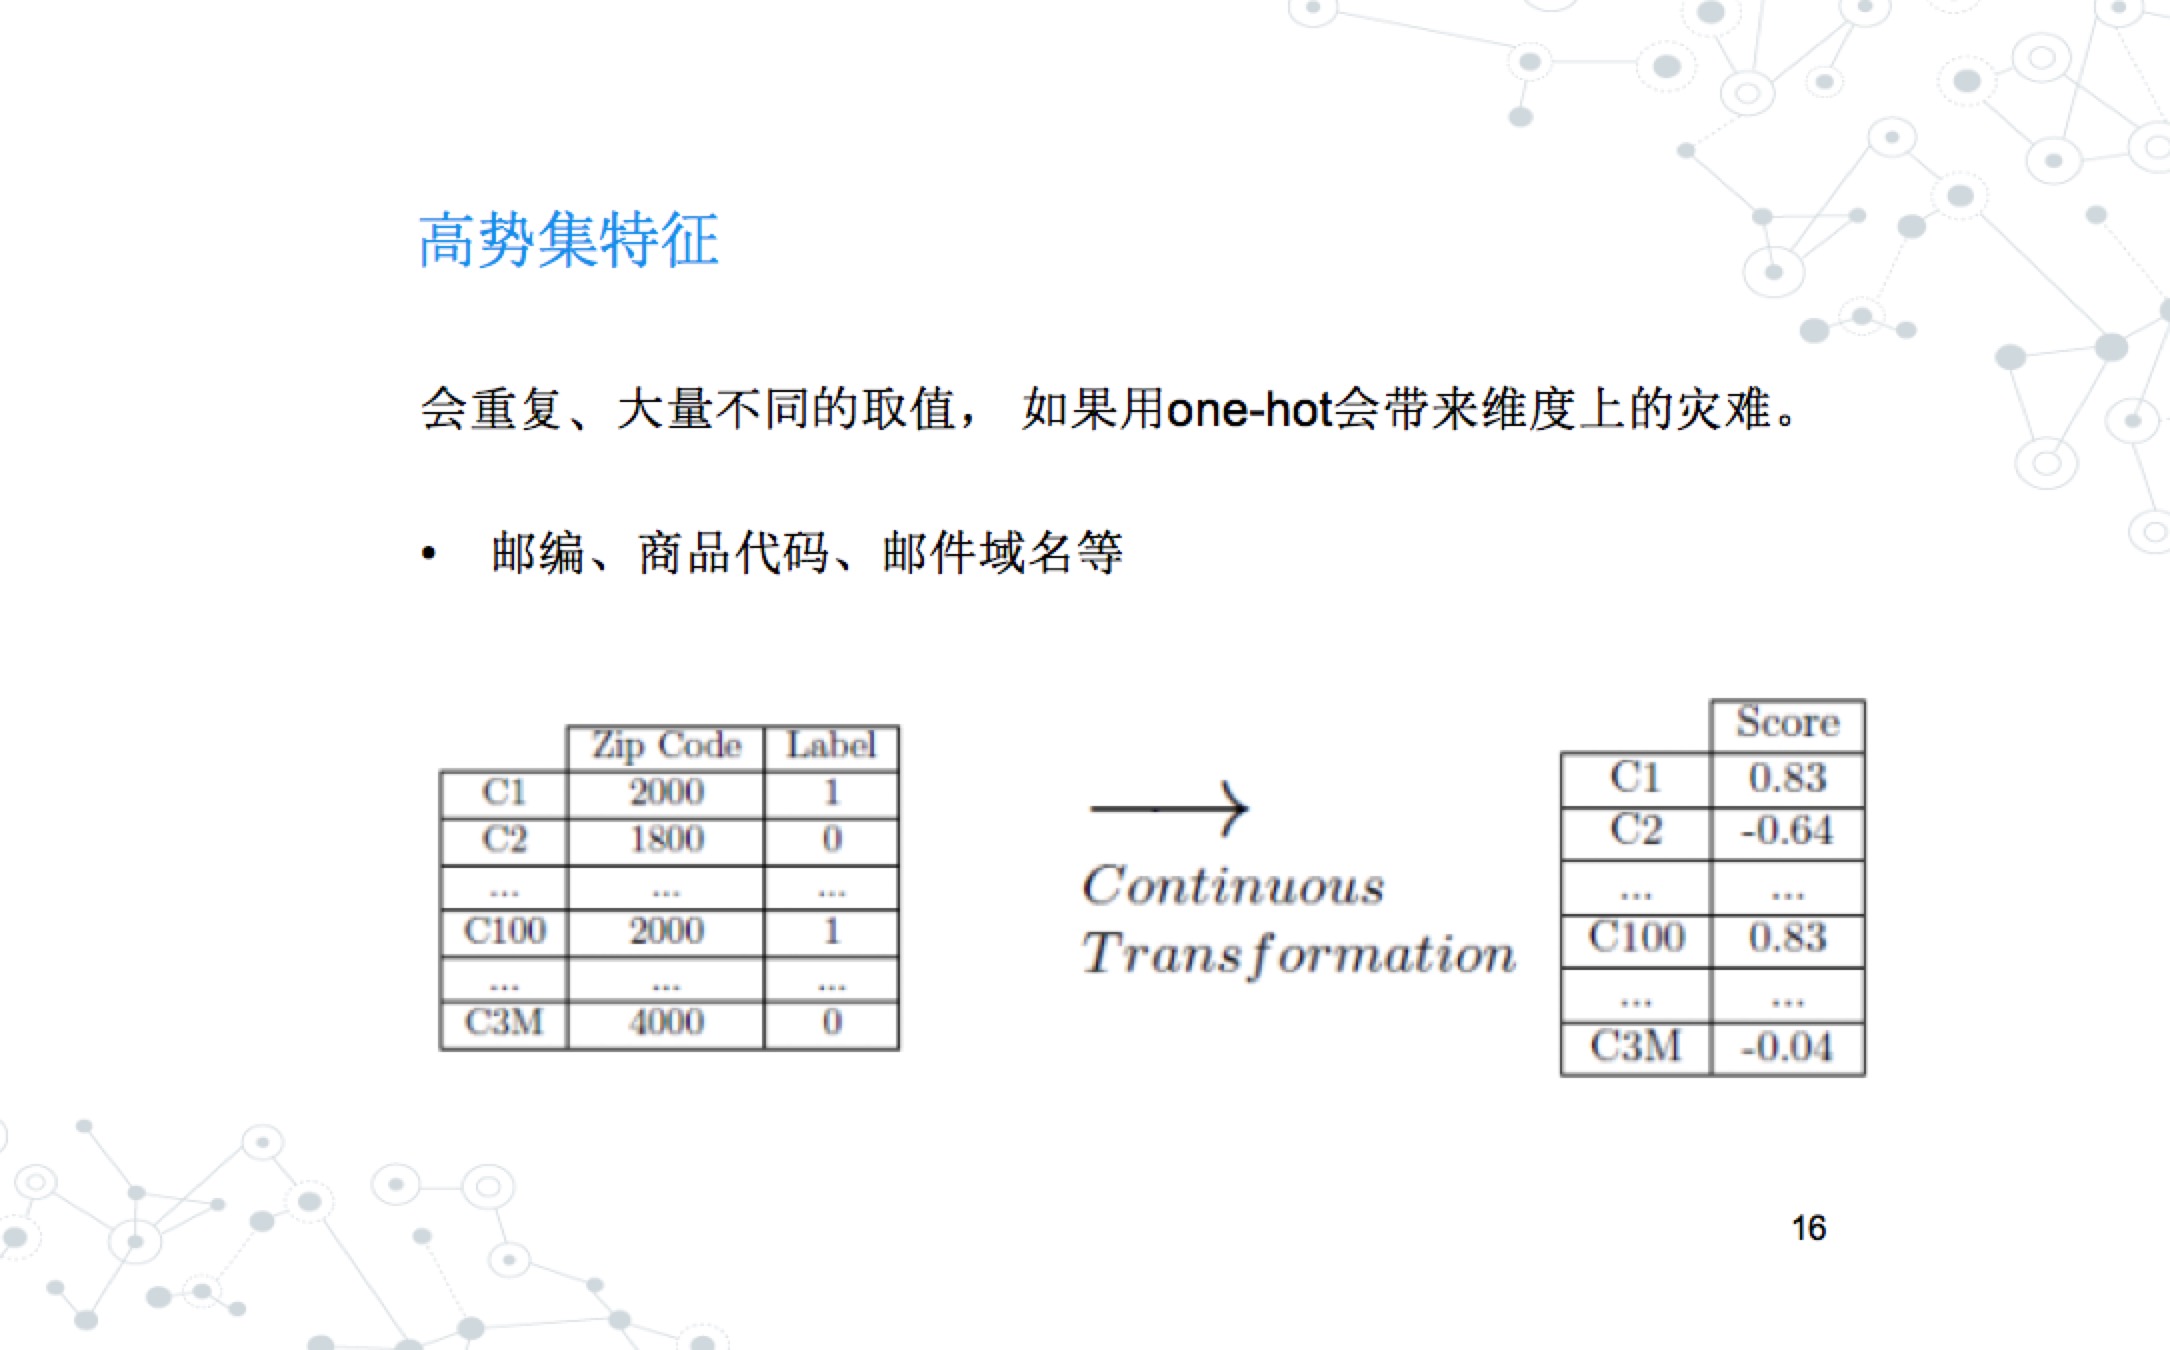 高势集特征
会重复、大量不同的取值， 如果用one-hot会带来维度上的灾难。
• 邮编、商品代码、邮件域名等
Zip Code Label
C1 2000 1
C2 1800 0
... ... ...
C100 2000 1
... ... ...
C3M 4000 0
Continuous
Transformation
Score
C1 0.83
C2 -0.64
... ...
C100 0.83
... ...
C3M -0.04
16